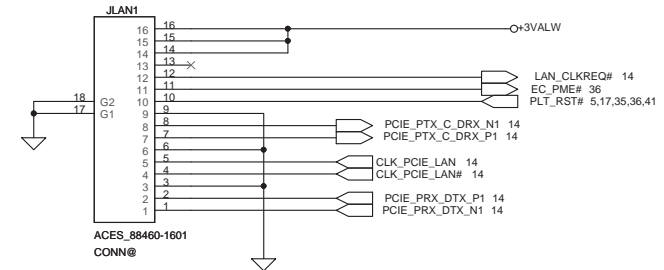 JLAN1
16 16 +3VALW
15 15
14 14
13 13
12 12 LAN_CLKREQ# 14
11 11 EC_PME# 36
18 G2 10 10 PLT_RST# 5,17,35,36,41
17 G1 9 9
8 8 PCIE_PTX_C_DRX_N1 14
7 7 PCIE_PTX_C_DRX_P1 14
6 6
5 5 CLK_PCIE_LAN 14
4 4 CLK_PCIE_LAN# 14
3 3
2 2 PCIE_PRX_DTX_P1 14
1 1 PCIE_PRX_DTX_N1 14
ACES_88460-1601
CONN@